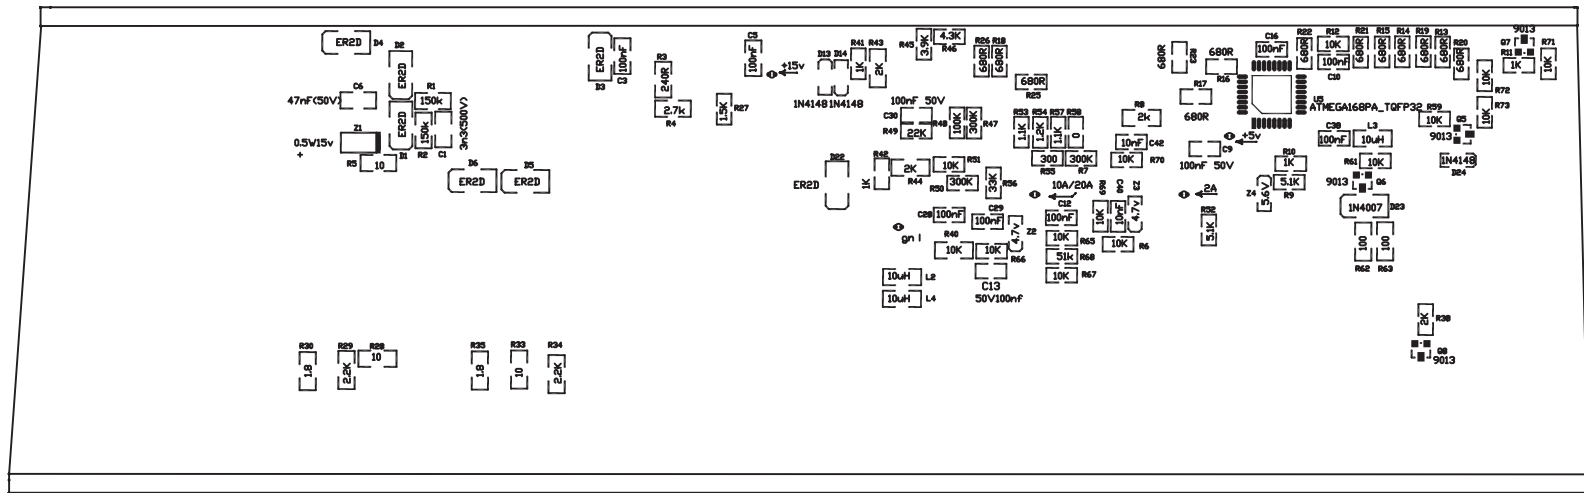 ER2D D4
D2
ER2D
C6
47nF(50V)
R1
150k
Z1
0.5W15v
+
ER2D
D1
150k
R2
C1
3n3(500V)
R5
10
D6
ER2D
D5
ER2D
ER2D
D3
100nF
C3
R3
240R
2.7k
R4
C5
100nF
+15v
1.5K
R27
D13 D14
1N4148 1N4148
R41
1K
R43
2K
R45
3.9K
4.3K
R46
R26 R18
680R 680R
680R
R25
100nF 50V
C30
R49
22K
R48
100K
300K
R47
R53 R54 R57 R58
1.1K 1.2K 1.1K 0
300
R55
300K
R7
R8
2k
10nF
C42
10K
R70
D22
ER2D
R42
1K
2K
R44
10K
R51
R50
300K
33K
R56
10A/20A
C28
100nF
C29
100nF
4.7v
Z2
C12
100nF
R69
10K
C40
10nF
Z3
4.7v
gn
R40
10K
10K
R66
10K
R65
51k
R68
10K
R67
10K
R6
C13
50V100nf
10uH
L2
10uH
L4
680R
R23
680R
R16
R17
680R
C16
100nF
R22
680R
R12
10K
100nF
C10
R21 R15 R14 R19 R13
680R 680R 680R 680R 680R
R20
680R
Q7
9013
R11
1K
R71
10K
10K
R72
10K
R73
U5
ATMEGA168PA_TQFP32
R59
10K
Q5
9013
+5v
C9
100nF 50V
C38
100nF
L3
10uH
1N4148
D24
R10
1K
5.1K
R9
Z4
5.6V
R61
10K
9013
Q6
2A
R52
5.1K
1N4007
D23
100
R62
100
R63
2K
R38
Q8
9013
R30
1.8
R29
2.2K
R28
10
R35
1.8
R33
10
R34
2.2K